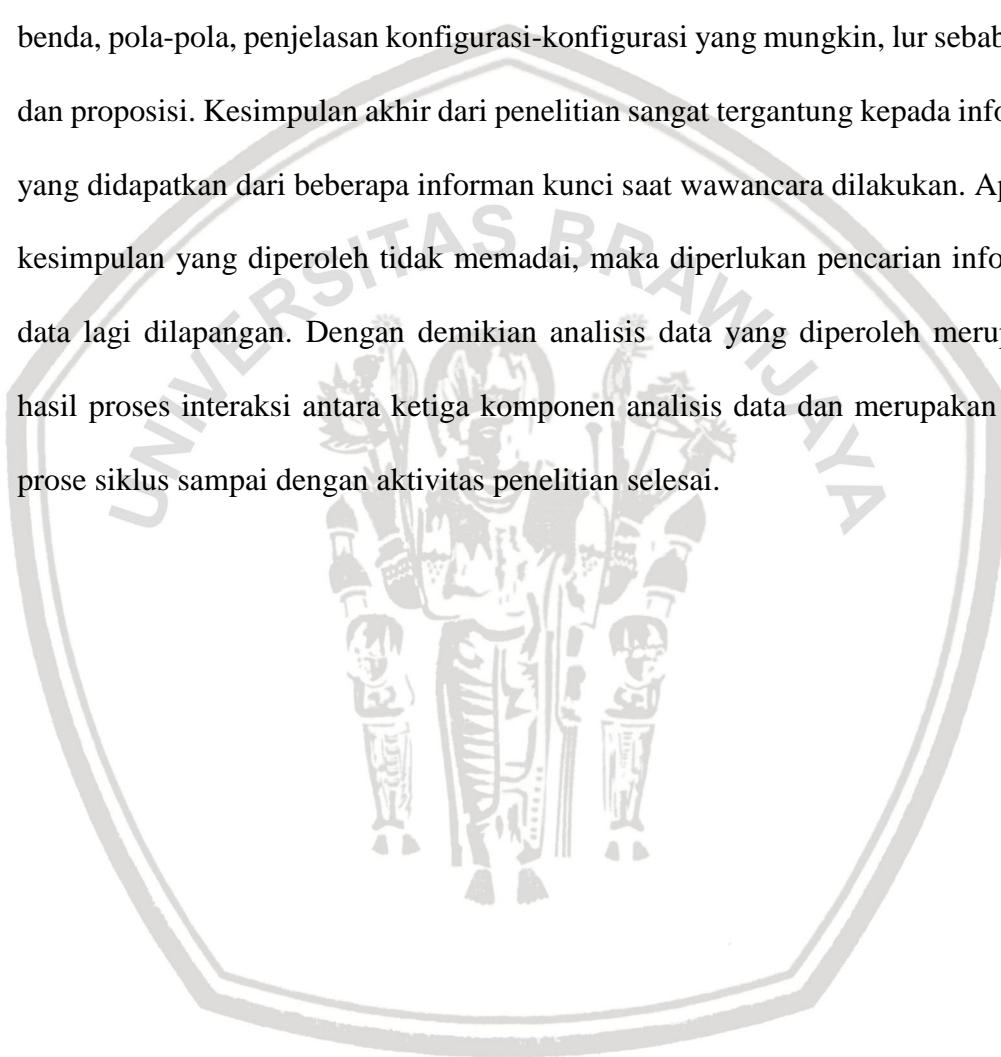 benda, pola-pola, penjelasan konfigurasi-konfigurasi yang mungkin, lur sebab
dan proposisi. Kesimpulan akhir dari penelitian sangat tergantung kepada info
yang didapatkan dari beberapa informan kunci saat wawancara dilakukan. Ap
kesimpulan yang diperoleh tidak memadai, maka diperlukan pencarian info
data lagi dilapangan. Dengan demikian analisis data yang diperoleh meru
hasil proses interaksi antara ketiga komponen analisis data dan merupakan
prose siklus sampai dengan aktivitas penelitian selesai.
UNIVERSITAS BRAWIJAYA